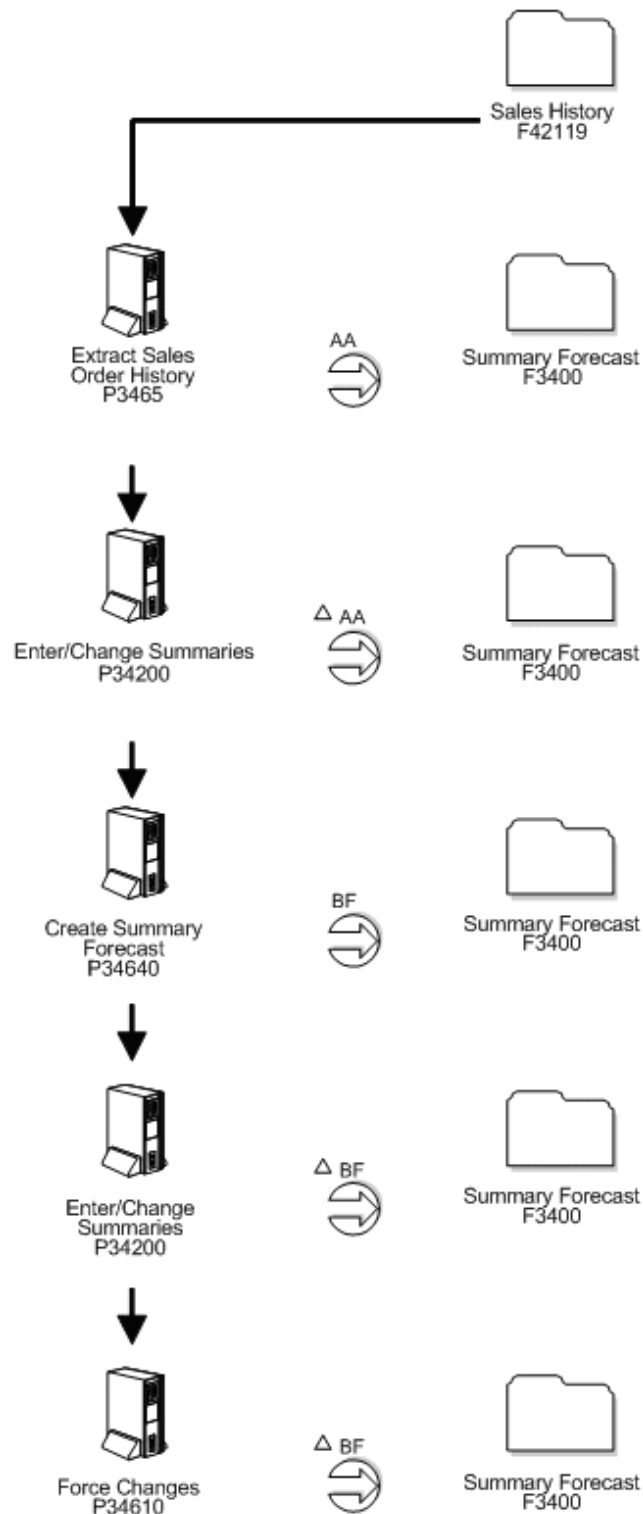 Sales History
F42119
Extract Sales
Order History
P3465
AA
Summary Forecast
F3400
Enter/Change Summaries
P34200
△ AA
Summary Forecast
F3400
Create Summary
Forecast
P34640
BF
Summary Forecast
F3400
Enter/Change
Summaries
P34200
△ BF
Summary Forecast
F3400
Force Changes
P34610
△ BF
Summary Forecast
F3400